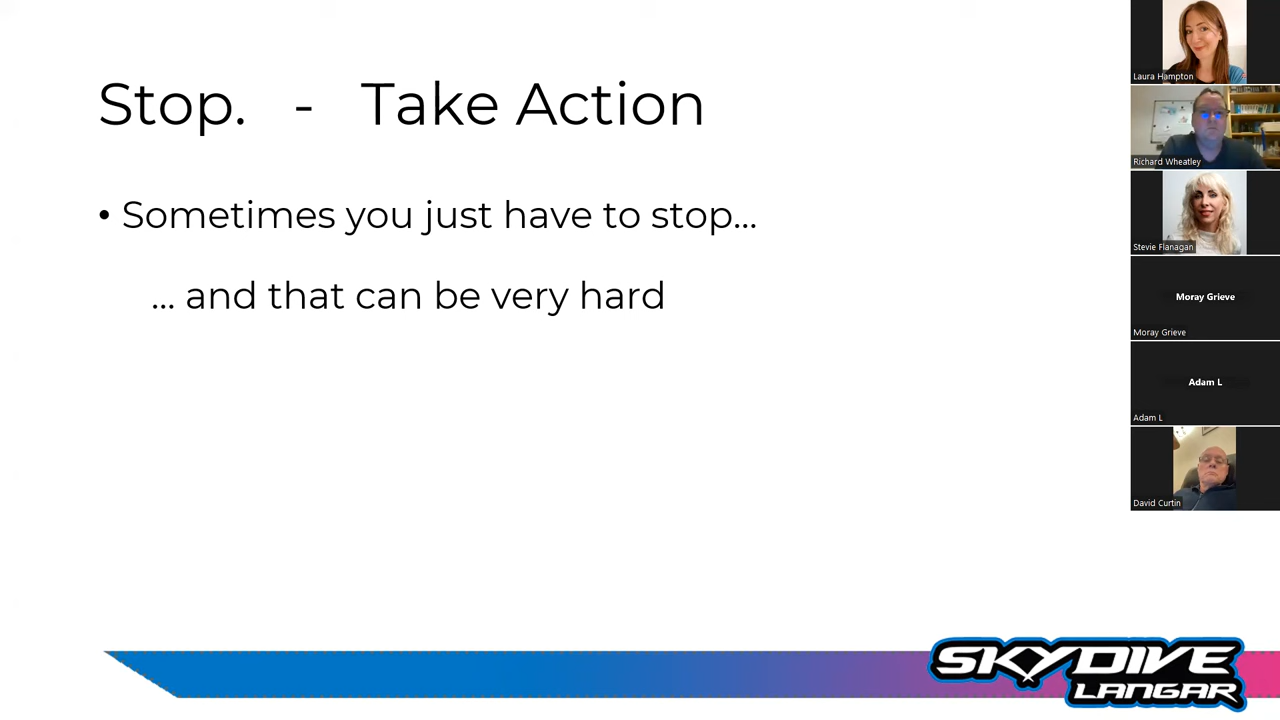 Stop. - Take Action
• Sometimes you just have to stop...
... and that can be very hard
Laura Hampton
Richard Wheatley
Stevie Flanagan
Moray Grieve
Moray Grieve
Adam L
Adam L
David Curtin
SKYDIVE
LANGAR